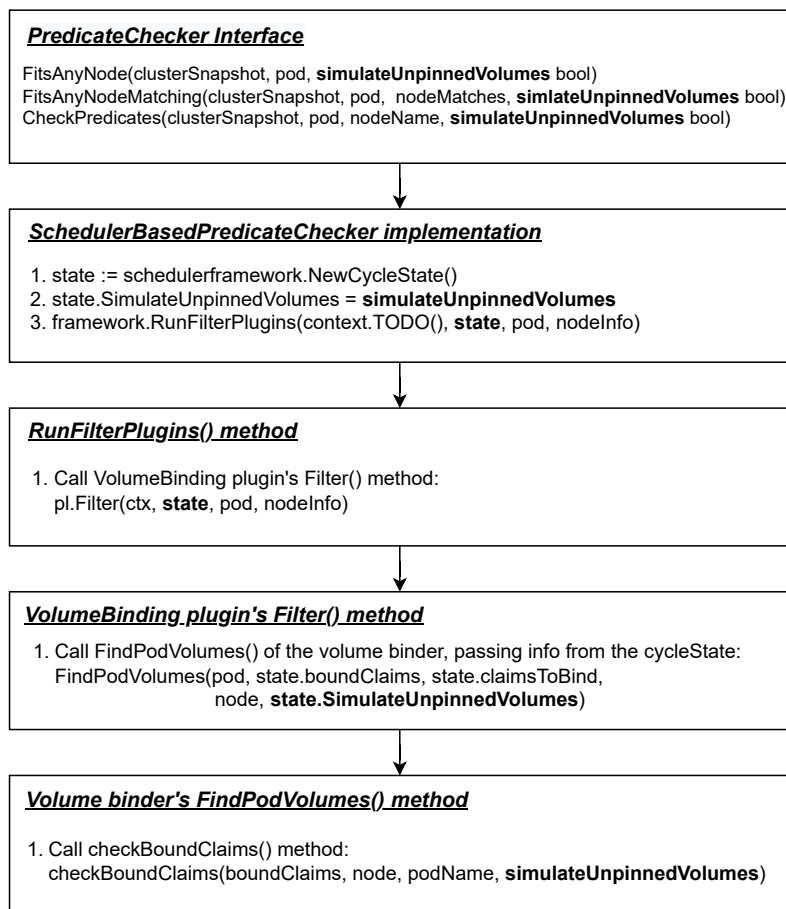 PredicateChecker Interface
FitsAnyNode(clusterSnapshot, pod, simulateUnpinnedVolumes bool)
FitsAnyNodeMatching(clusterSnapshot, pod, nodeMatches, simlateUnpinnedVolumes bool)
CheckPredicates(clusterSnapshot, pod, nodeName, simulateUnpinnedVolumes bool)
SchedulerBasedPredicateChecker implementation
1. state := schedulerframework.NewCycleState()
2. state.SimulateUnpinnedVolumes = simulateUnpinnedVolumes
3. framework.RunFilterPlugins(context.TODO(), state, pod, nodeInfo)
RunFilterPlugins() method
1. Call VolumeBinding plugin's Filter() method:
pl.Filter(ctx, state, pod, nodeInfo)
VolumeBinding plugin's Filter() method
1. Call FindPodVolumes() of the volume binder, passing info from the cycleState:
FindPodVolumes(pod, state.boundClaims, state.claimsToBind,
node, state.SimulateUnpinnedVolumes)
Volume binder's FindPodVolumes() method
1. Call checkBoundClaims() method:
checkBoundClaims(boundClaims, node, podName, simulateUnpinnedVolumes)